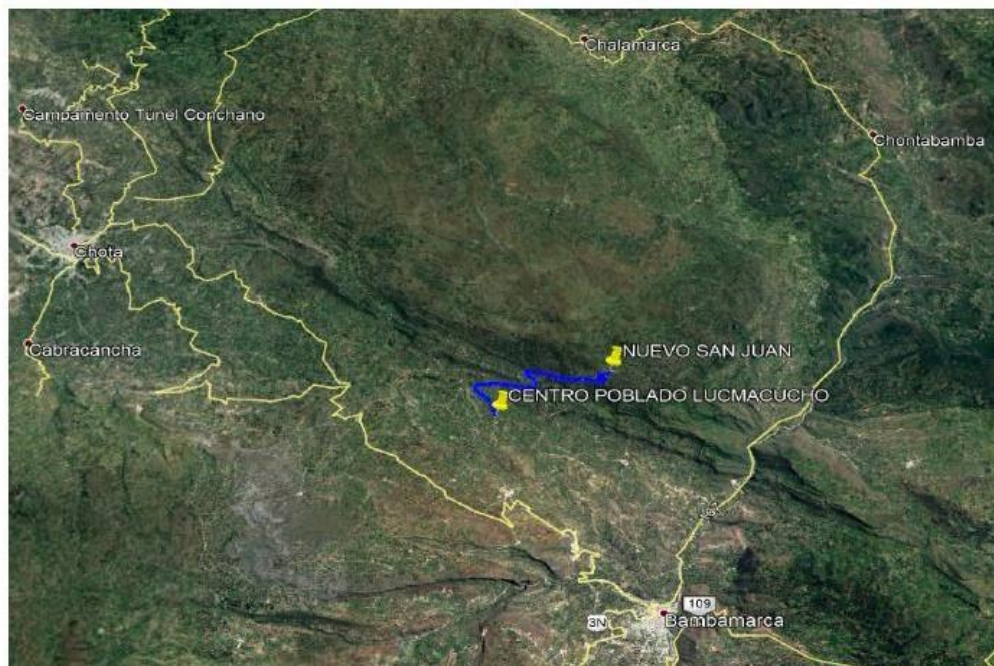 Chalamarca
Campamento Túnel Conchano
Chontabamba
Chota
Cabracancha
NUEVO SAN JUAN
CENTRO POBLADO LUCMACUCHO
3N
109
Bambamarca